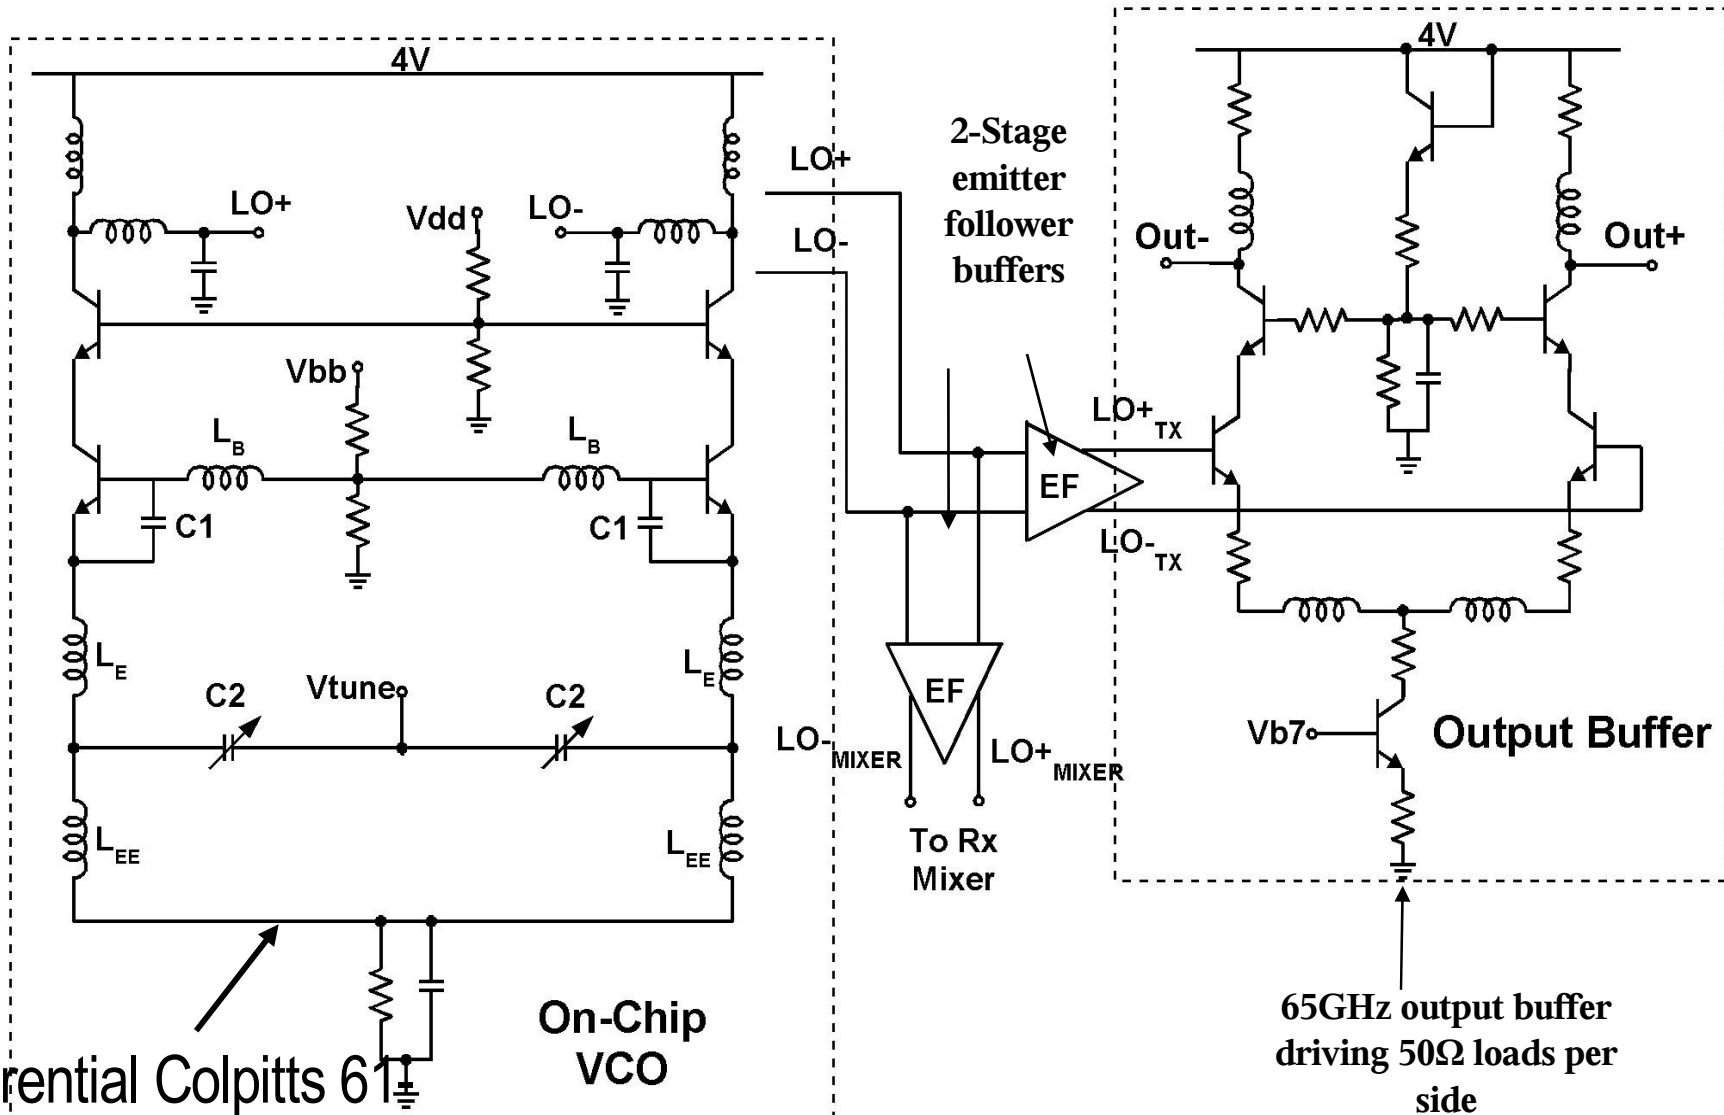 4V
LO+
Vdd
LO-
Vbb
LB
LB
C1
C1
LE
LE
C2
Vtune
C2
LEE
LEE
On-Chip
VCO
rential Colpitts 61
LO+
LO-
2-Stage
emitter
follower
buffers
EF
LO+TX
LO-TX
EF
LO-MIXER
LO+MIXER
To Rx
Mixer
4V
Out-
Out+
Vb7
Output Buffer
65GHz output buffer
driving 50Ω loads per
side